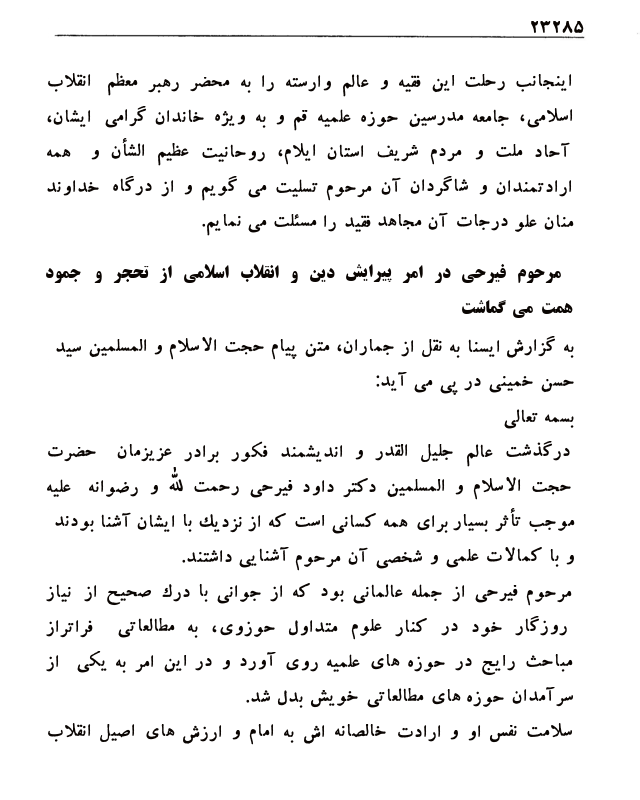 ۲۳۲۸۵
اینجانب رحلت این فقیه و عالم وارسته را به محضر رهبر معظم انقلاب
اسلامی، جامعه مدرسین حوزه علمیه قم و به ویژه خاندان گرامی ایشان،
آحاد ملت و مردم شریف استان ایلام، روحانیت عظیم الشأن و همه
ارادتمندان و شاگردان آن مرحوم تسلیت می گویم و از درگاه خداوند
منان علو درجات آن مجاهد فقید را مسئلت می نمایم.
مرحوم فیرحی در امر پیرایش دین و انقلاب اسلامی از تحجر و جمود
همت می گماشت
به گزارش ایسنا به نقل از جماران، متن پیام حجت الاسلام و المسلمین سید
حسن خمینی در پی می آید:
بسمه تعالی
درگذشت عالم جلیل القدر و اندیشمند فکور برادر عزیزمان حضرت
حجت الاسلام و المسلمین دکتر داود فیرحی رحمت لله و رضوانه علیه
موجب تأثر بسیار برای همه کسانی است که از نزدیك با ایشان آشنا بودند
و با کمالات علمی و شخصی آن مرحوم آشنایی داشتند.
مرحوم فیرحی از جمله عالمانی بود که از جوانی با درك صحیح از نیاز
روزگار خود در کنار علوم متداول حوزوی، به مطالعاتی فراتراز
مباحث رایج در حوزه های علمیه روی آورد و در این امر به یکی از
سرآمدان حوزه های مطالعاتی خویش بدل شد.
سلامت نفس او و ارادت خالصانه اش به امام و ارزش های اصیل انقلاب